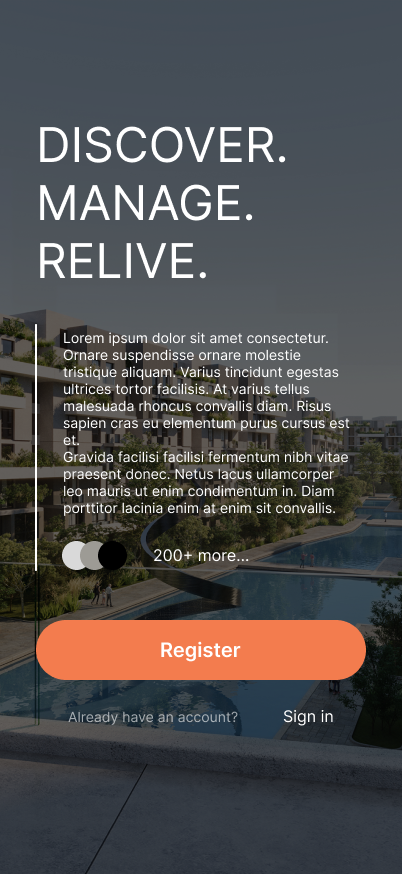 DISCOVER.
MANAGE.
RELIVE.
Lorem ipsum dolor sit amet consectetur.
Ornare suspendisse ornare molestie
tristique aliquam. Varius tincidunt egestas
ultrices tortor facilisis. At varius tellus
malesuada rhoncus convallis diam. Risus
sapien cras eu elementum purus cursus est
et.
Gravida facilisi facilisi fermentum nibh vitae
praesent donec. Netus lacus ullamcorper
leo mauris ut enim condimentum in. Diam
porttitor lacinia enim at enim sit convallis.
200+ more...
Register
Already have an account? Sign in